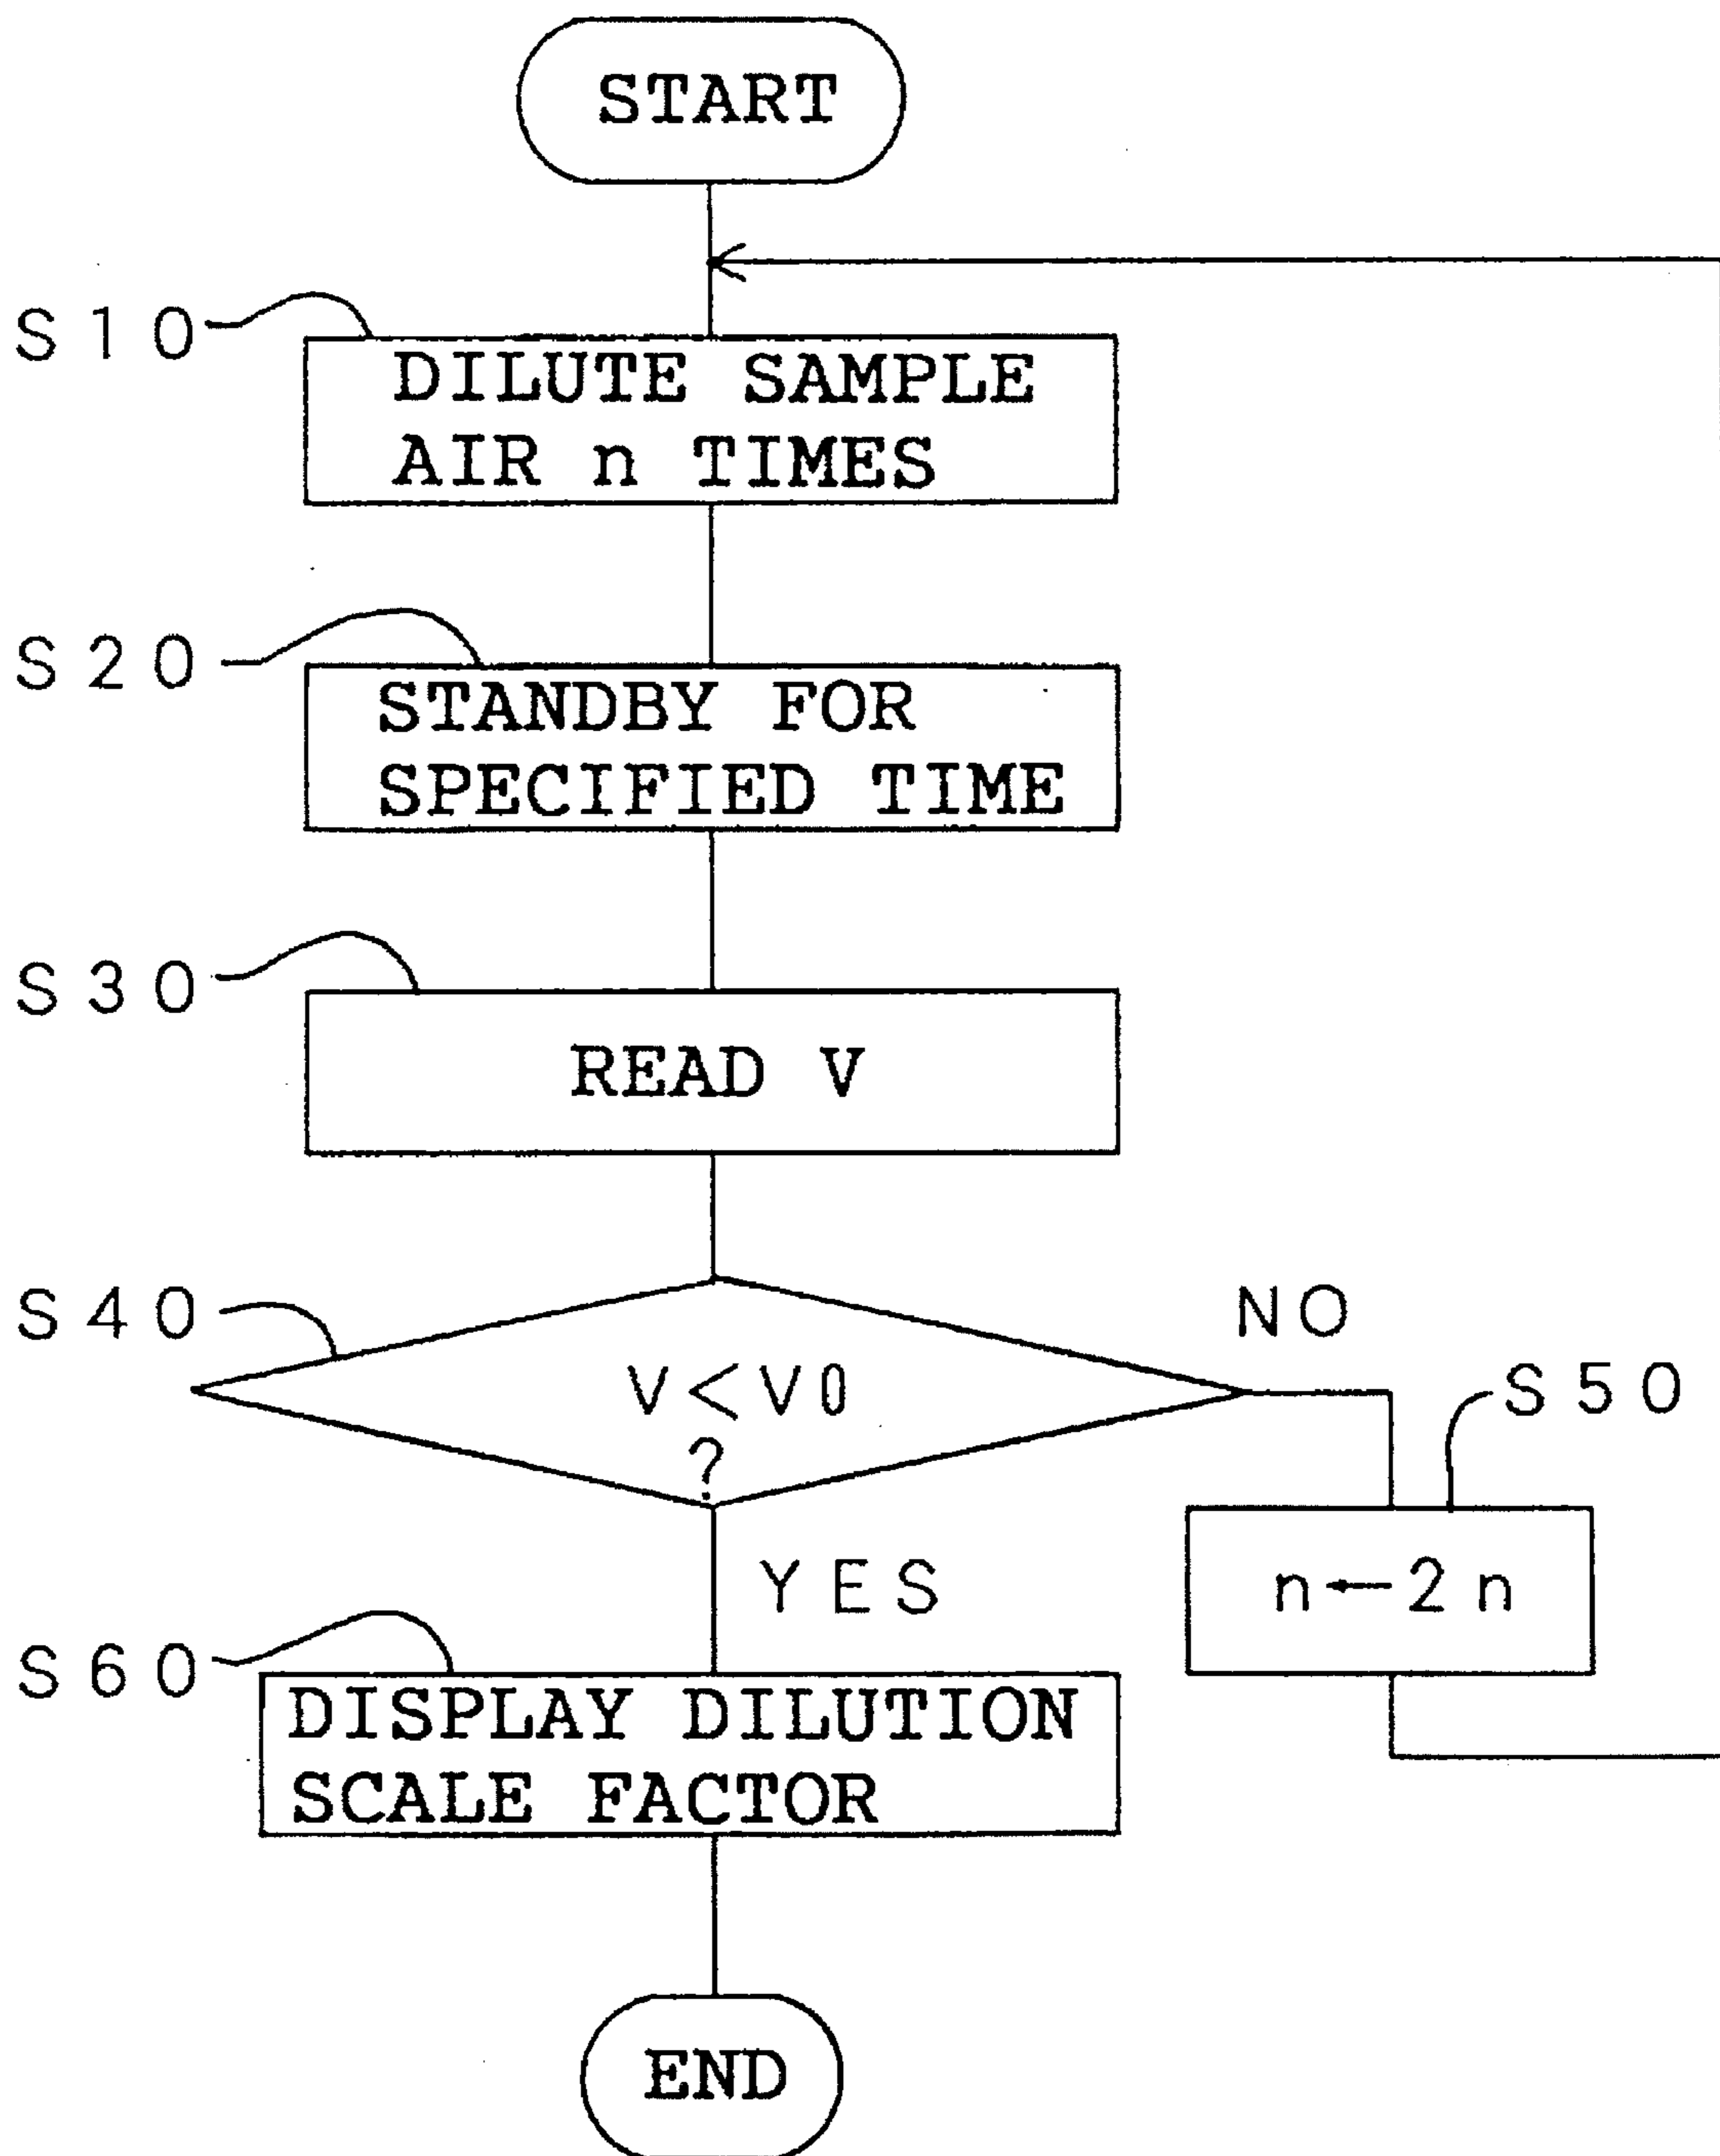 START
S10
DILUTE SAMPLE
AIR n TIMES
S20
STANDBY FOR
SPECIFIED TIME
S30
READ V
S40
V<V0
?
NO
S50
n←2n
YES
S60
DISPLAY DILUTION
SCALE FACTOR
END